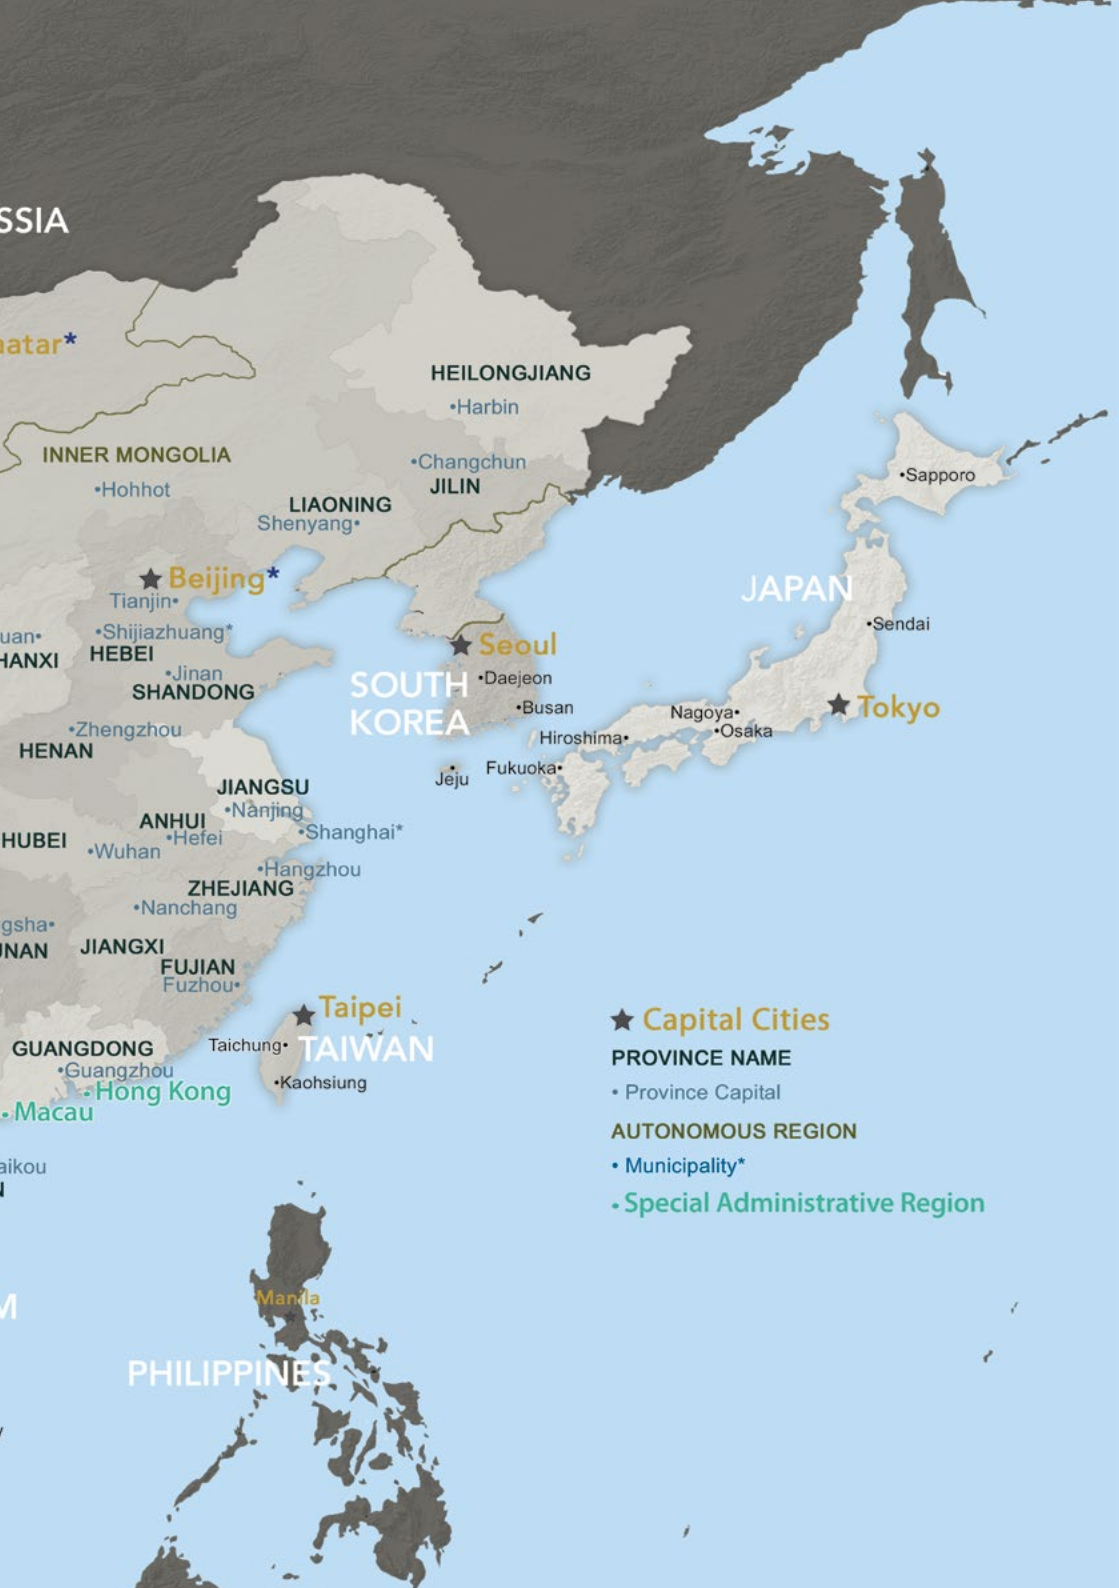 SSIA
aatar*
HEILONGJIANG
•Harbin
INNER MONGOLIA
•Hohhot
•Changchun
JILIN
LIAONING
Shenyang•
•Sapporo
Beijing*
Tianjin•
JAPAN
uan•
•Shijiazhuang*
HANXI
HEBEI
•Sendai
Seoul
•Jinan
SHANDONG
SOUTH
KOREA
•Daejeon
•Busan
Nagoya•
Tokyo
•Zhengzhou
HENAN
Hiroshima•
•Osaka
Jeju
Fukuoka•
JIANGSU
•Nanjing
ANHUI
•Hefei
•Shanghai*
HUBEI
•Wuhan
•Hangzhou
ZHEJIANG
•Nanchang
gsha•
UNAN
JIANGXI
FUJIAN
Fuzhou•
Taipei
Taichung•
TAIWAN
•Kaohsiung
GUANGDONG
•Guangzhou
•Hong Kong
•Macau
aikou
N
Capital Cities
PROVINCE NAME
• Province Capital
AUTONOMOUS REGION
• Municipality*
• Special Administrative Region
M
Manila
PHILIPPINES